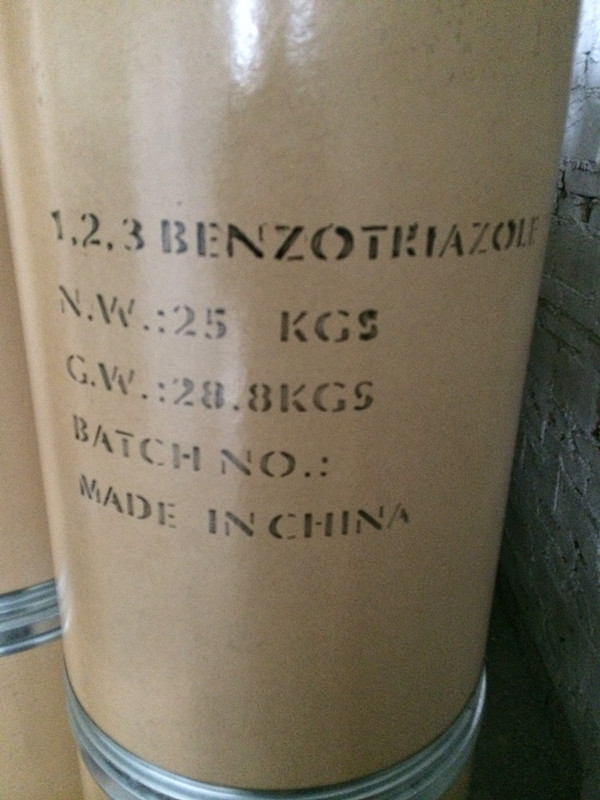 1,2,3 BENZOTRIAZOLE
N.W.:25 KGS
G.W.:28.8KGS
BATCH NO.:
MADE IN CHINA